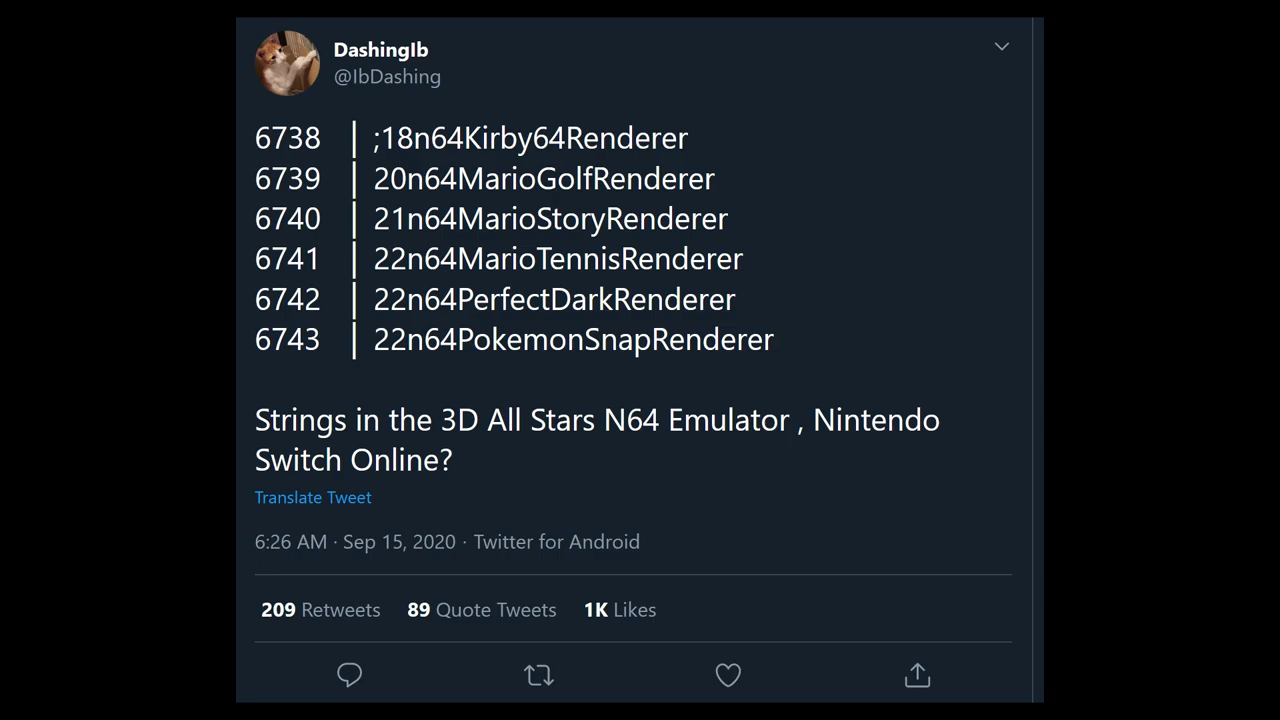 DashingIb
@IbDashing
6738 | ;18n64Kirby64Renderer
6739 | 20n64MarioGolfRenderer
6740 | 21n64MarioStoryRenderer
6741 | 22n64MarioTennisRenderer
6742 | 22n64PerfectDarkRenderer
6743 | 22n64PokemonSnapRenderer
Strings in the 3D All Stars N64 Emulator , Nintendo
Switch Online?
Translate Tweet
6:26 AM · Sep 15, 2020 · Twitter for Android
209 Retweets 89 Quote Tweets 1K Likes